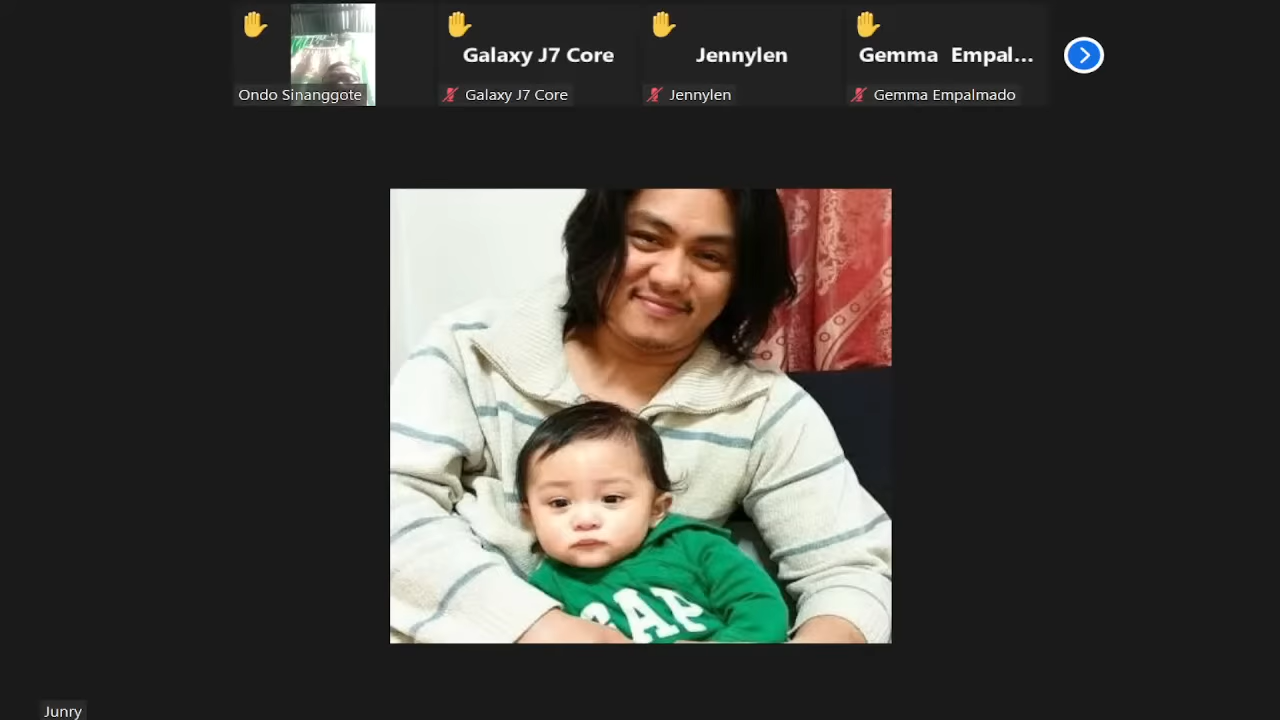 Galaxy J7 Core
Jennylen
Gemma Empal...
Ondo Sinanggote
Galaxy J7 Core
Jennylen
Gemma Empalmado
GAP
Junry